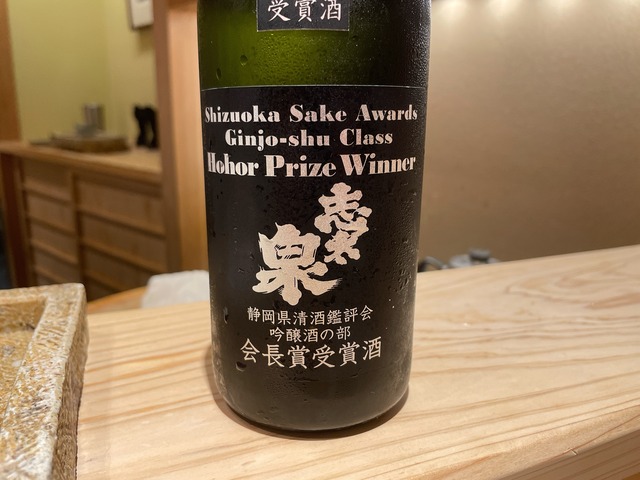 受賞酒
Shizuoka Sake Awards
Ginjo-shu Class
Hohor Prize Winner
志太
泉
静岡県清酒鑑評会
吟醸酒の部
会長賞受賞酒